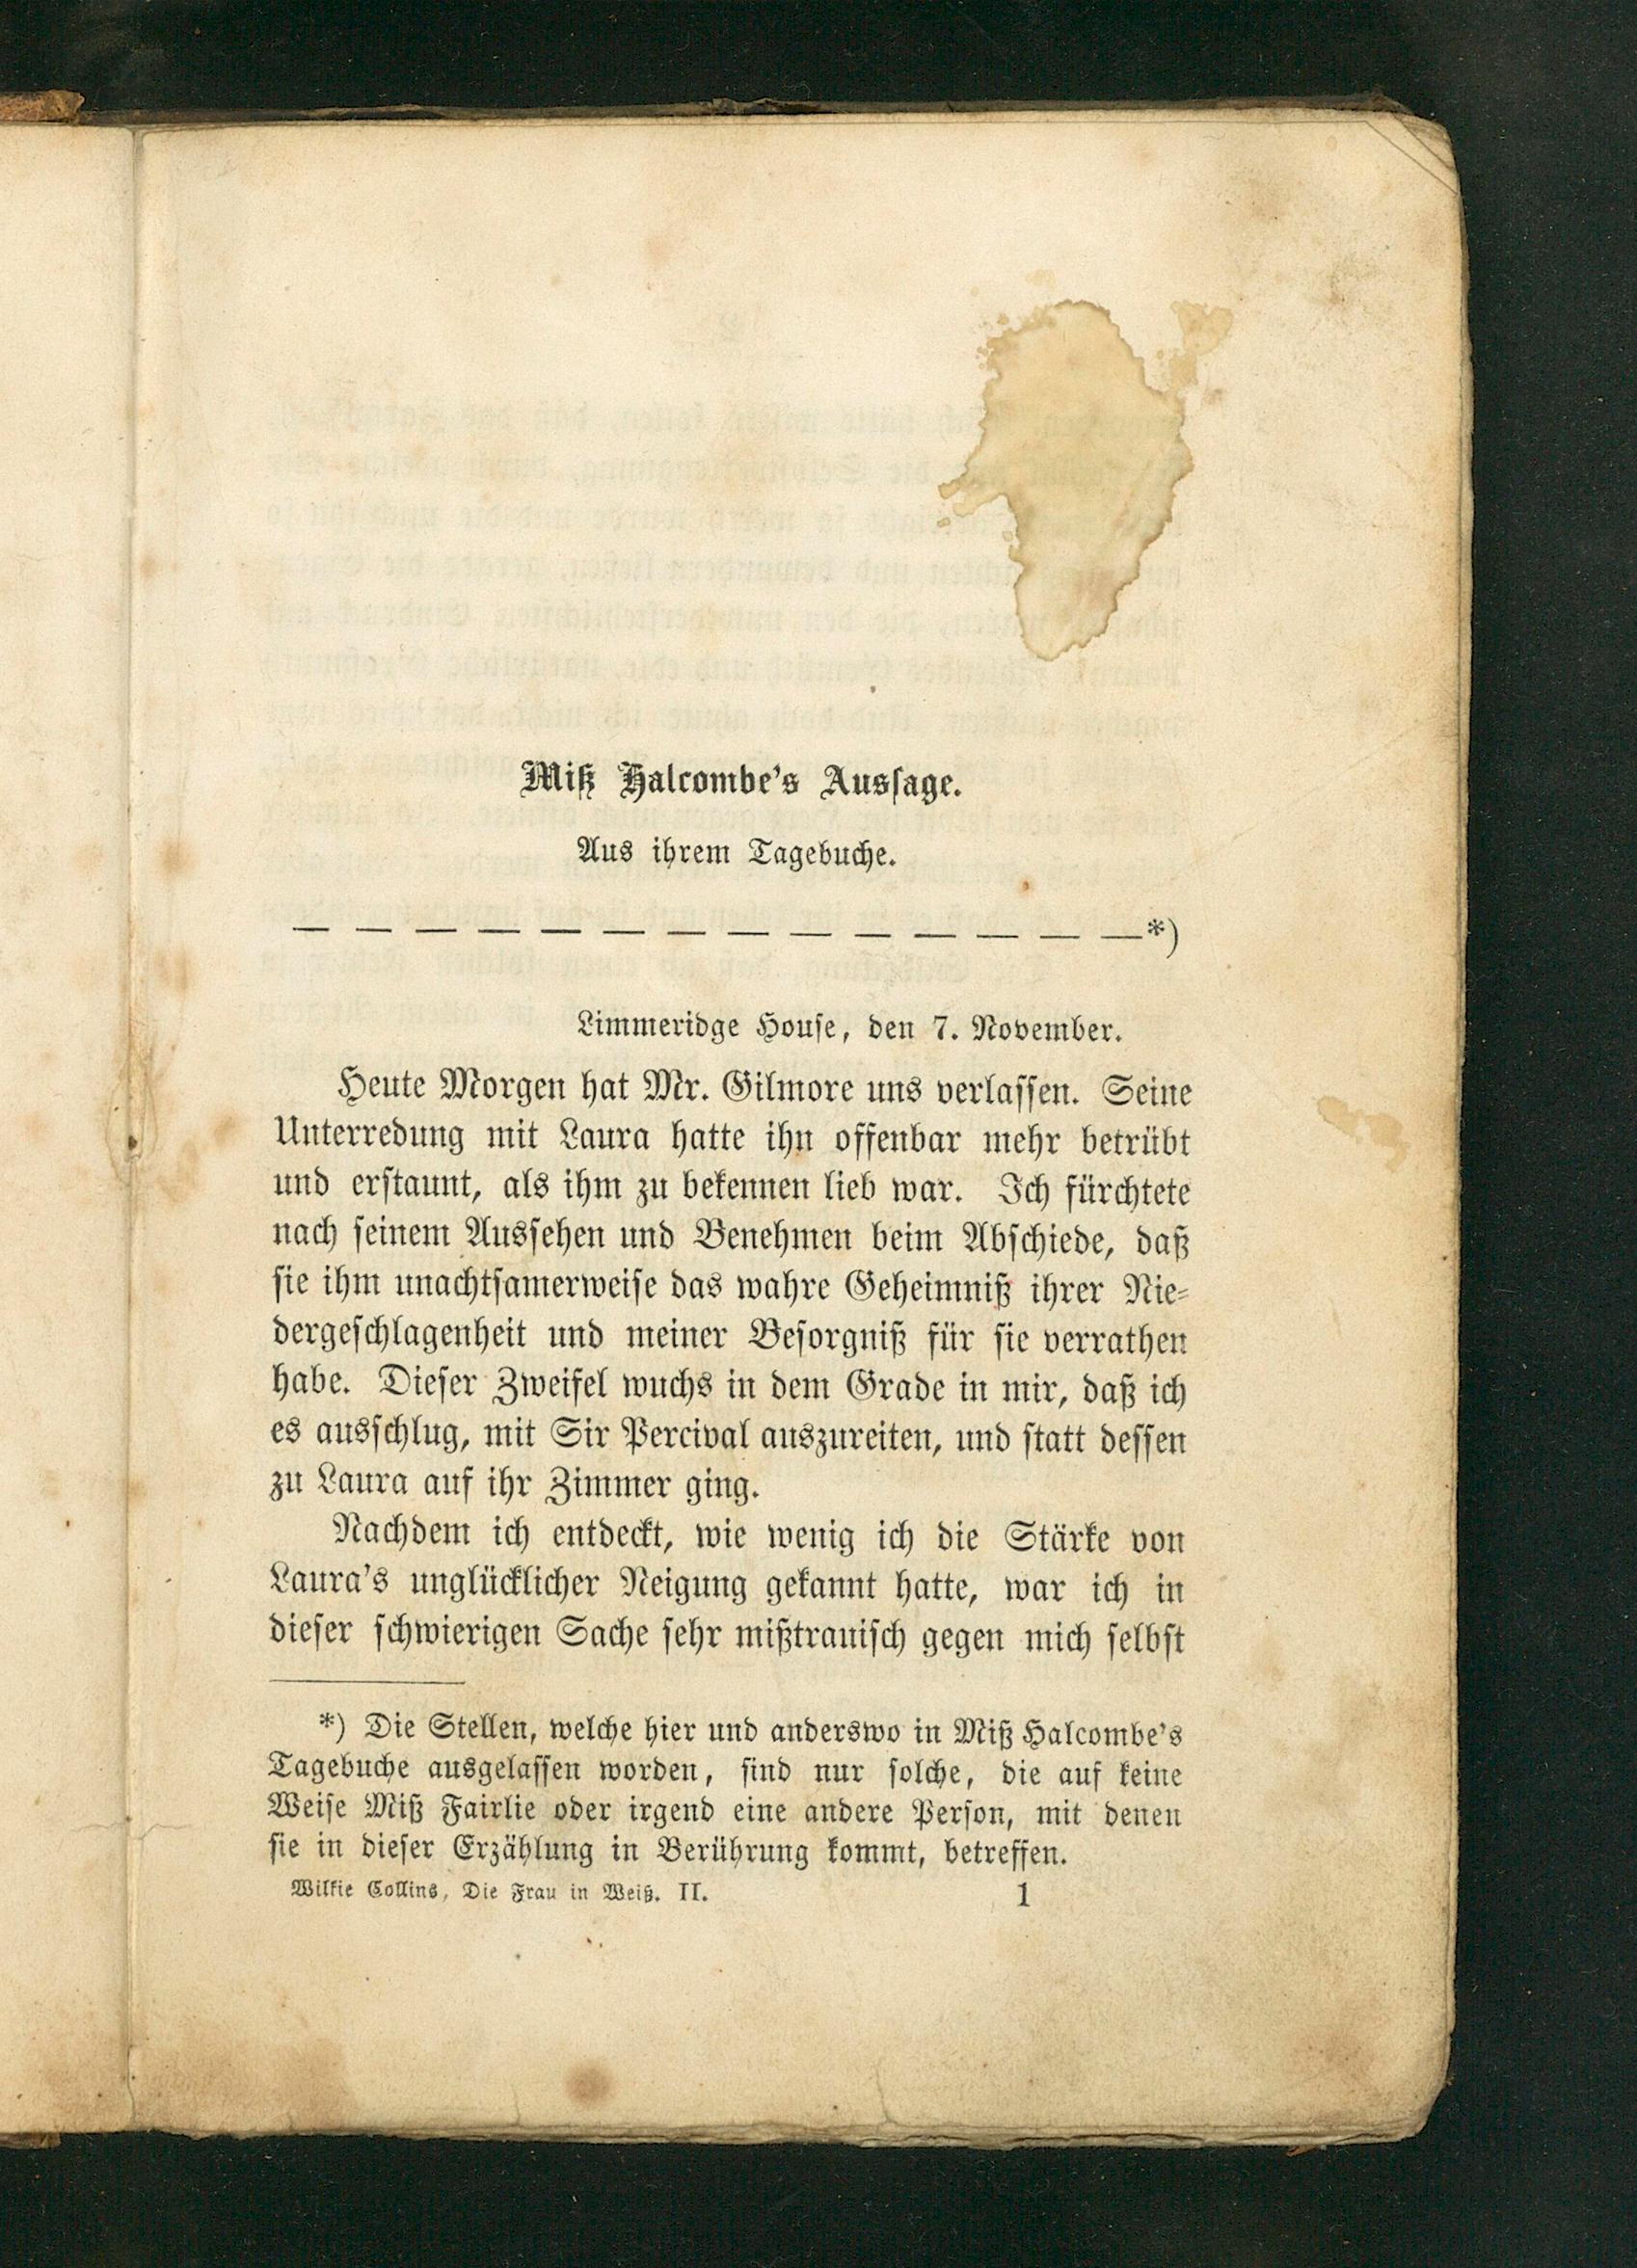 Miß Halcombe's Aussage.
Aus ihrem Tagebuche.
— — — — — — — — — — — — — —*)
Limmeridge House, den 7. November.
Heute Morgen hat Mr. Gilmore uns verlassen. Seine
Unterredung mit Laura hatte ihn offenbar mehr betrübt
und erstaunt, als ihm zu bekennen lieb war. Ich fürchtete
nach seinem Aussehen und Benehmen beim Abschiede, daß
sie ihm unachtsamerweise das wahre Geheimniß ihrer Nie-
dergeschlagenheit und meiner Besorgniß für sie verrathen
habe. Dieser Zweifel wuchs in dem Grade in mir, daß ich
es ausschlug, mit Sir Percival auszureiten, und statt dessen
zu Laura auf ihr Zimmer ging.
Nachdem ich entdeckt, wie wenig ich die Stärke von
Laura's unglücklicher Neigung gekannt hatte, war ich in
dieser schwierigen Sache sehr mißtrauisch gegen mich selbst
*) Die Stellen, welche hier und anderswo in Miß Halcombe's
Tagebuche ausgelassen worden, sind nur solche, die auf keine
Weise Miß Fairlie oder irgend eine andere Person, mit denen
sie in dieser Erzählung in Berührung kommt, betreffen.
Wilkie Collins, Die Frau in Weiß. II. 1